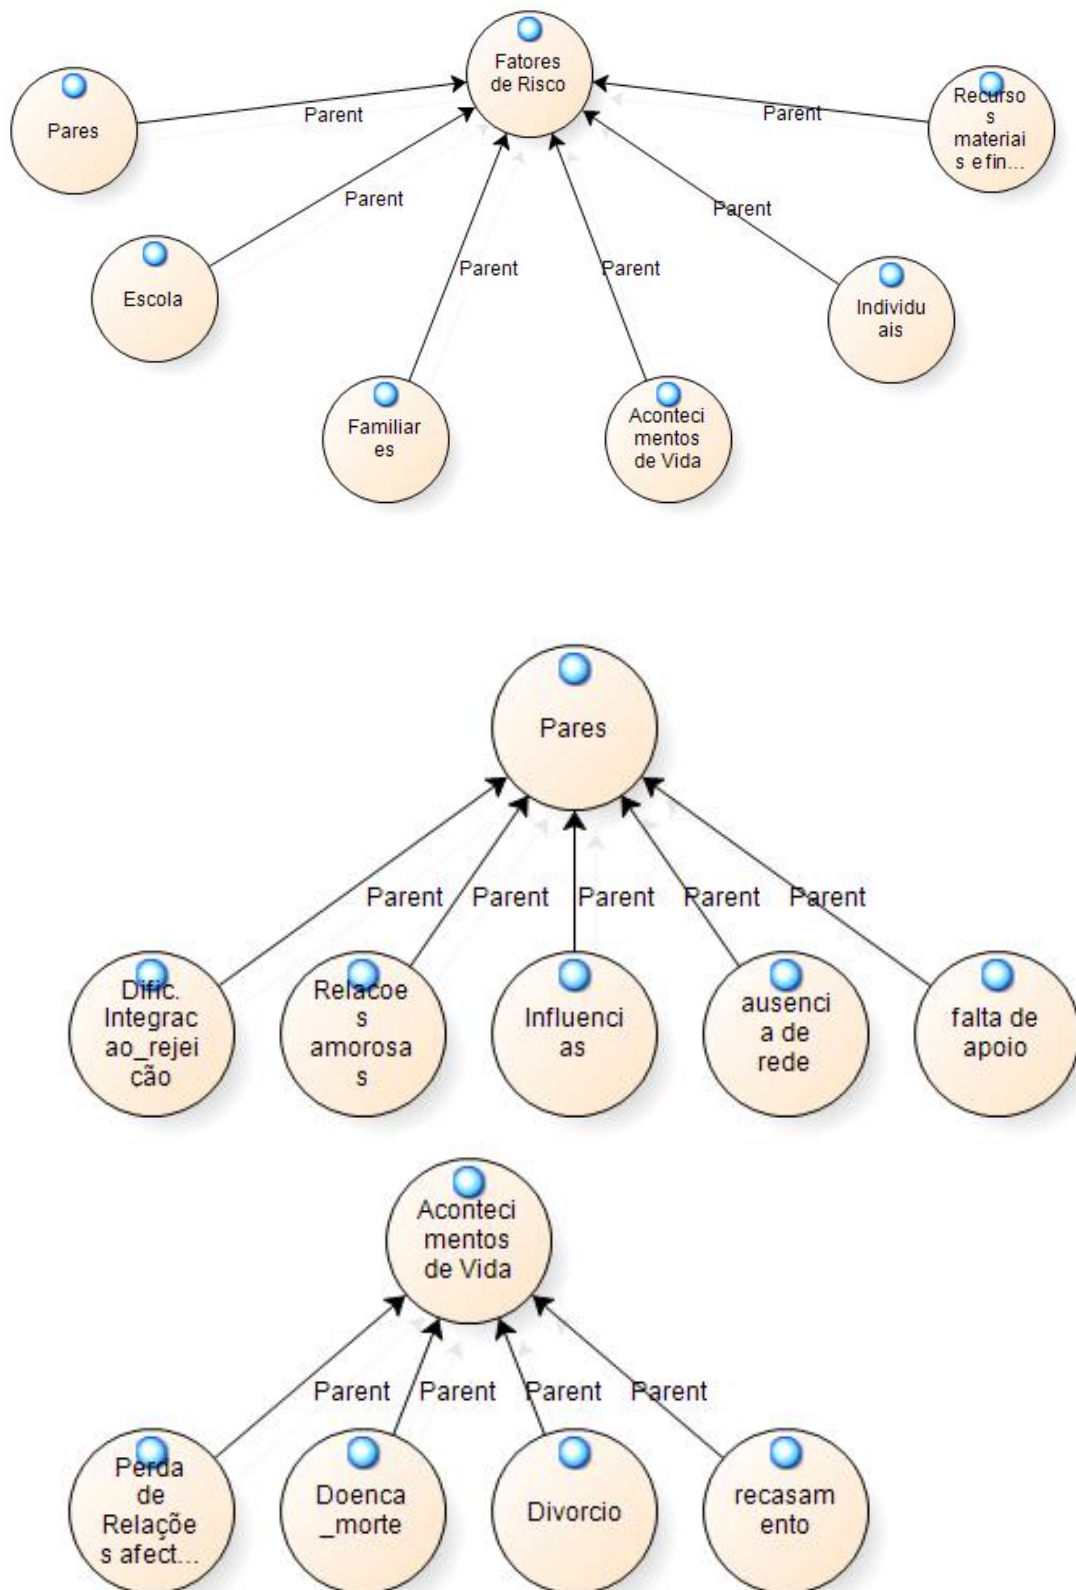 Fatores
de Risco
Pares
Recurso
s
materiai
s e fin...
Parent
Parent
Parent
Parent
Escola
Individu
ais
Parent
Parent
Familiar
es
Aconteci
mentos
de Vida
Pares
Parent
Parent
Parent
Parent
Parent
Dific.
Integrac
ao_rejei
cão
Relacoe
s
amorosa
s
Influenci
as
ausenci
a de
rede
falta de
apoio
Aconteci
mentos
de Vida
Parent
Parent
Parent
Parent
Perda
de
Relaçõe
s afect...
Doenca
_morte
Divorcio
recasam
ento